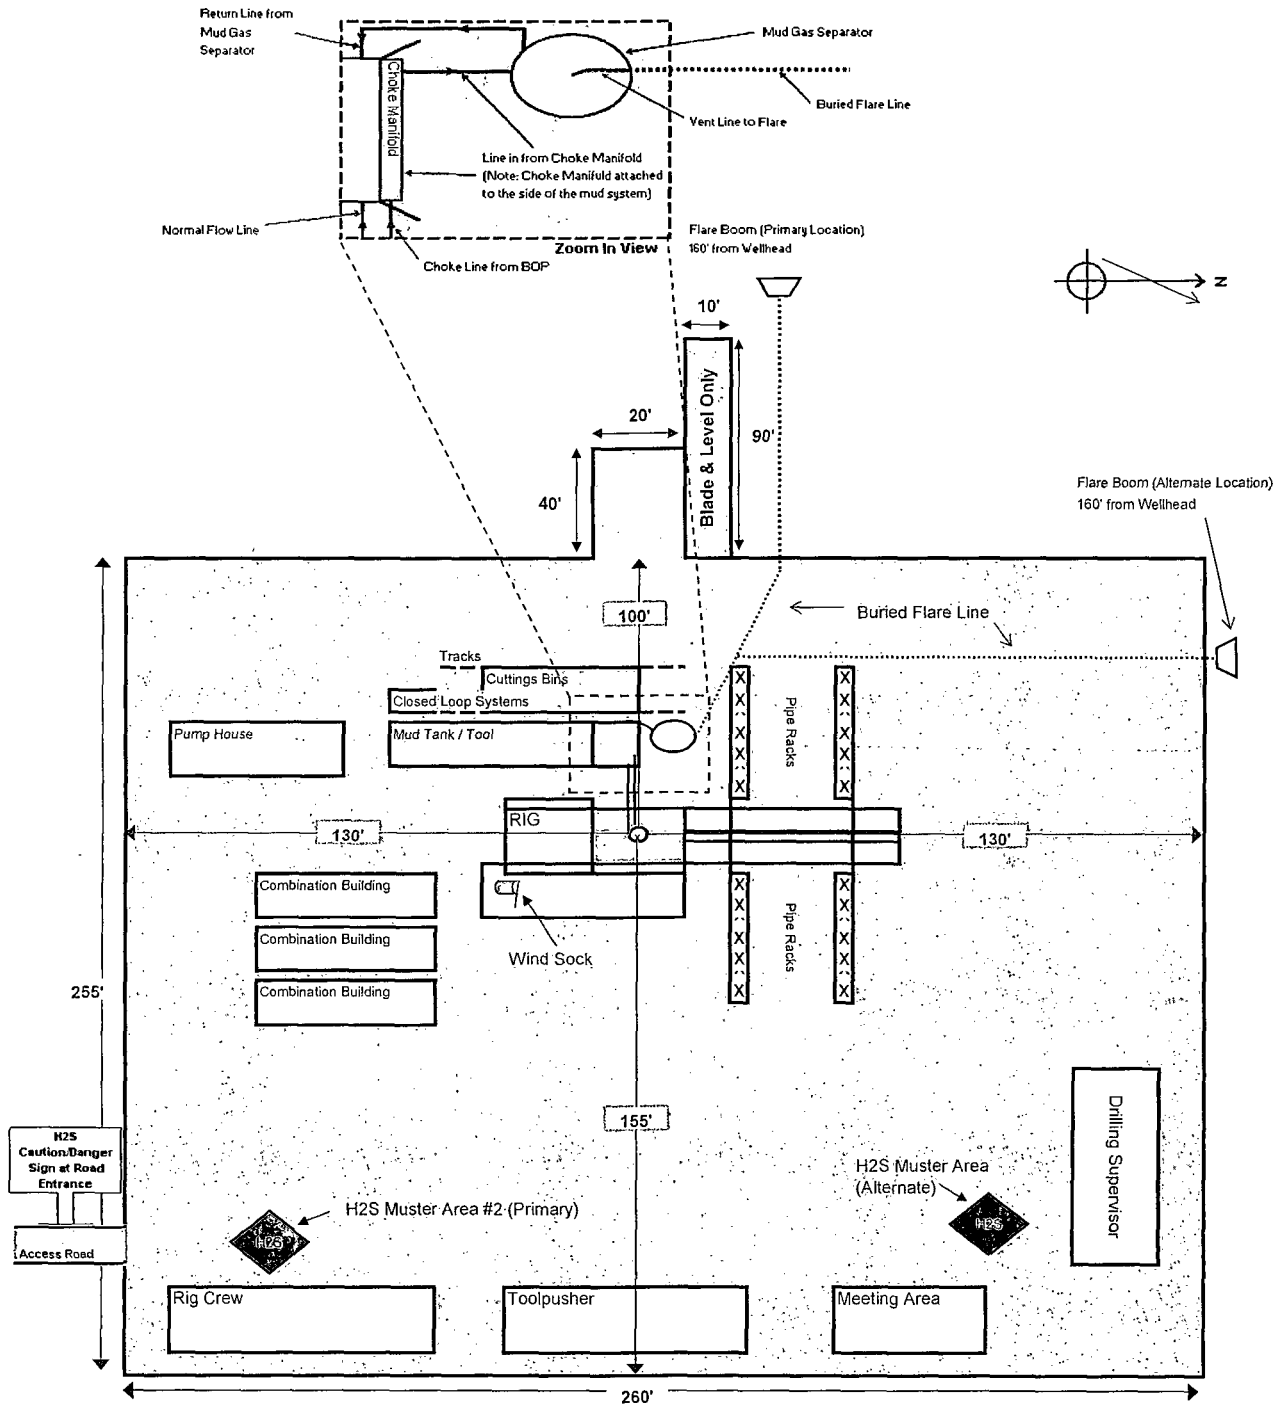 Return Line from
Mud Gas
Separator
Mud Gas Separator
Choke Manifold
Buried Flare Line
Vent Line to Flare
Line in from Choke Manifold
(Note: Choke Manifold attached
to the side of the mud system)
Normal Flow Line
Choke Line from BOP
Zoom In View
Flare Boom (Primary Location)
160' from Wellhead
N
10'
Blade & Level Only
20'
90'
40'
Flare Boom (Alternate Location)
160' from Wellhead
100'
Buried Flare Line
Tracks
Cuttings Bins
Closed Loop Systems
Pump House
Mud Tank / Tool
Pipe Racks
X
X
X
X
X
X
X
X
X
X
RIG
130'
130'
Combination Building
Combination Building
Combination Building
Wind Sock
Pipe Racks
X
X
X
X
X
X
X
X
255'
155'
Drilling Supervisor
H2S
Caution/Danger
Sign at Road
Entrance
Access Road
H2S Muster Area #2 (Primary)
H2S
H2S Muster Area
(Alternate)
H2S
Rig Crew
Toolpusher
Meeting Area
260'